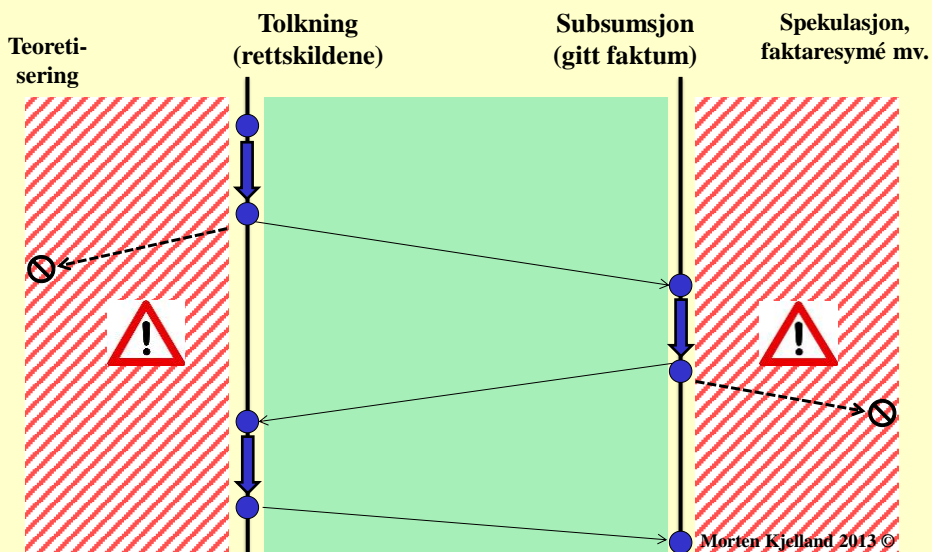 Teoreti-
sering
Tolkning
(rettskildene)
Subsumsjon
(gitt faktum)
Spekulasjon,
faktaresymé mv.
!
!
Morten Kjelland 2013 ©